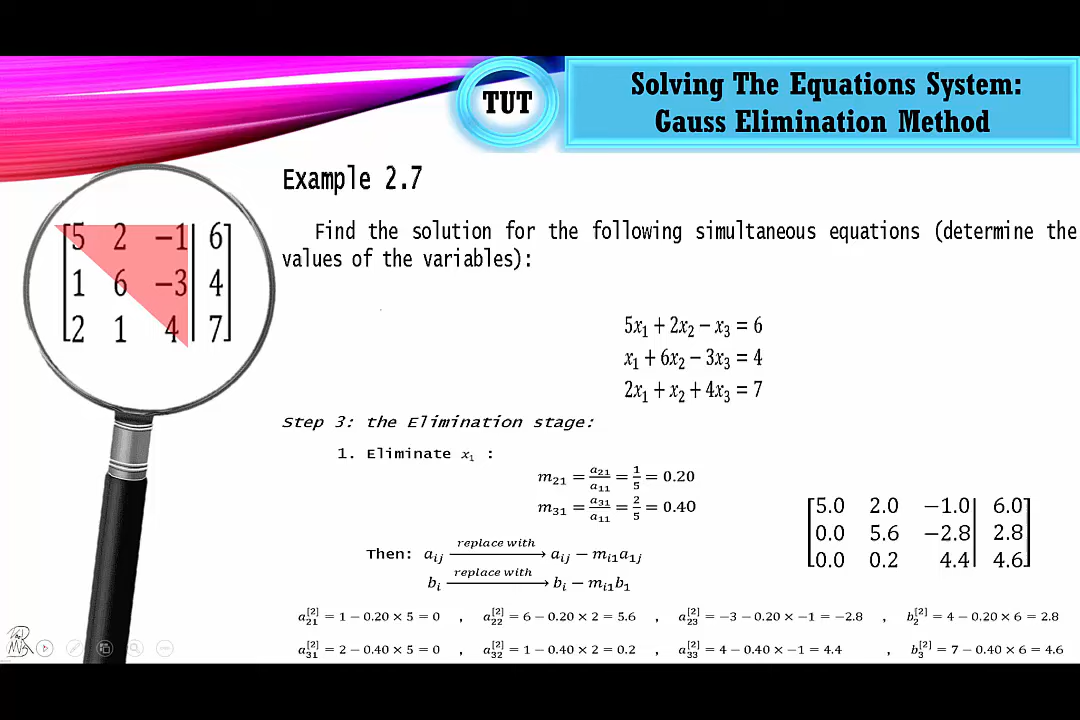 TUT
Solving The Equations System:
Gauss Elimination Method
Example 2.7
Find the solution for the following simultaneous equations (determine the
values of the variables):
[5 2 −1 | 6]
[1 6 −3 | 4]
[2 1 4 | 7]
5x₁ + 2x₂ − x₃ = 6
x₁ + 6x₂ − 3x₃ = 4
2x₁ + x₂ + 4x₃ = 7
Step 3: the Elimination stage:
1. Eliminate x₁ :
m₂₁ = a₂₁/a₁₁ = 1/5 = 0.20
m₃₁ = a₃₁/a₁₁ = 2/5 = 0.40
[5.0 2.0 −1.0 | 6.0]
[0.0 5.6 −2.8 | 2.8]
[0.0 0.2 4.4 | 4.6]
Then: aᵢⱼ replace with→ aᵢⱼ − mᵢ₁a₁ⱼ
bᵢ replace with→ bᵢ − mᵢ₁b₁
a₂₁^[2] = 1 − 0.20 × 5 = 0 , a₂₂^[2] = 6 − 0.20 × 2 = 5.6 , a₂₃^[2] = −3 − 0.20 × −1 = −2.8 , b₂^[2] = 4 − 0.20 × 6 = 2.8
a₃₁^[2] = 2 − 0.40 × 5 = 0 , a₃₂^[2] = 1 − 0.40 × 2 = 0.2 , a₃₃^[2] = 4 − 0.40 × −1 = 4.4 , b₃^[2] = 7 − 0.40 × 6 = 4.6